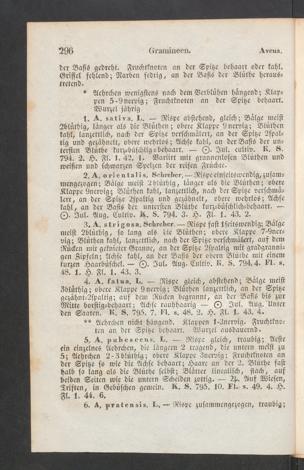 296 Gramineen. Avena.
der Basis gedreht. Fruchtknoten an der Spitze behaart oder kahl.
Griffel fehlend; Narben fedrig, an der Basis der Blüthe heraus-
tretend.
* Aehrchen wenigstens nach dem Verblühen hängend; Klap-
pen 5-9nervig; Fruchtknoten an der Spitze behaart.
Wurzel jährig
1. A. sativa. L. — Rispe abstehend, gleich; Bälge meist
2blüthig, länger als die Blüthen; obere Klappe 9nervig; Blüthen
kahl, lanzettlich, nach der Spitze verschmälert, an der Spitze 2spal-
tig und gezähnelt, obere wehrlos; Achse kahl, an der Basis der un-
tersten Blüthe kurzbüschlig-behaart. — ⊙. Jul. cultiv. K. S.
794. 2. H. Fl. 1. 42, 1. Variirt mit grannenlosen Blüthen und
weißen und schwarzen Spelzen der reifen Früchte.
2. A. orientalis, Schreber. — Rispe einseitswendig, zusam-
mengezogen; Bälge meist 2blüthig, länger als die Blüthen; obere
Klappe 9nervig; Blüthen kahl, lanzettlich, nach der Spitze verschmä-
lert, an der Spitze 2spaltig und gezähnelt, obere wehrlos; Achse
kahl, an der Basis der untersten Blüthe kurzbüschlich-behaart. —
⊙. Jul. Aug. Cultiv. K. S. 794. 3. H. Fl. 1. 43. 2.
3. A. strigosa, Schreber. — Rispe fast einseitswendig, Bälge
meist 2blüthig, so lang als die Blüthen; obere Klappe 7-9ner-
vig; Blüthen kahl, lanzettlich, nach der Spitze verschmälert, auf dem
Rücken mit geknieter Granne, an der Spitze 2spaltig mit
gen Zipfeln; Achse kahl, an der Basis der obern Blüthe mit einem
kurzen Haarbüschel. — ⊙. Jul. Aug. Cultiv. K. S. 794. 4. Fl. s.
48. 1. H. Fl. 1. 43, 3.
4. A. fatua, L. — Rispe gleich, abstehend; Bälge meist
3blüthig; obere Klappe 9nervig; Blüthen lanzettlich, an der Spitze
gezähnt-2spaltig; auf dem Rücken begrannt, an der Basis bis zur
Mitte borstig-behaart; Achse rauhhaarig — ⊙ Jul. Aug. Unter
den Saaten. K. S. 795. 7. Fl. s. 48. 2. H. Fl. 1. 43. 4.
** Aehrchen nicht hängend. Klappen 1-3nervig. Fruchtkno-
ten an der Spitze behaart. Wurzel ausdauernd.
5. A. pubescens, L. — Rispe gleich, traubig; Aeste
ein einzelnes Aehrchen, die längern 2 tragend, die untern meist zu
5; Aehrchen 2-3blüthig; obere Klappe 3nervig; Fruchtknoten an
der Spitze so wie die Achse behaart; Haare an der 2. Blüthe fast
halb so lang als die Blüthe selbst; Blätter linealisch, flach, auf
beiden Seiten wie die untern Scheiden zottig. — ♃. Auf Wiesen,
Triften, in Gebüschen gemein. K. S. 795. 10. Fl. s. 49. 4. H.
Fl. 1. 44. 6.
6. A. pratensis, L. — Rispe zusammengezogen, traubig;